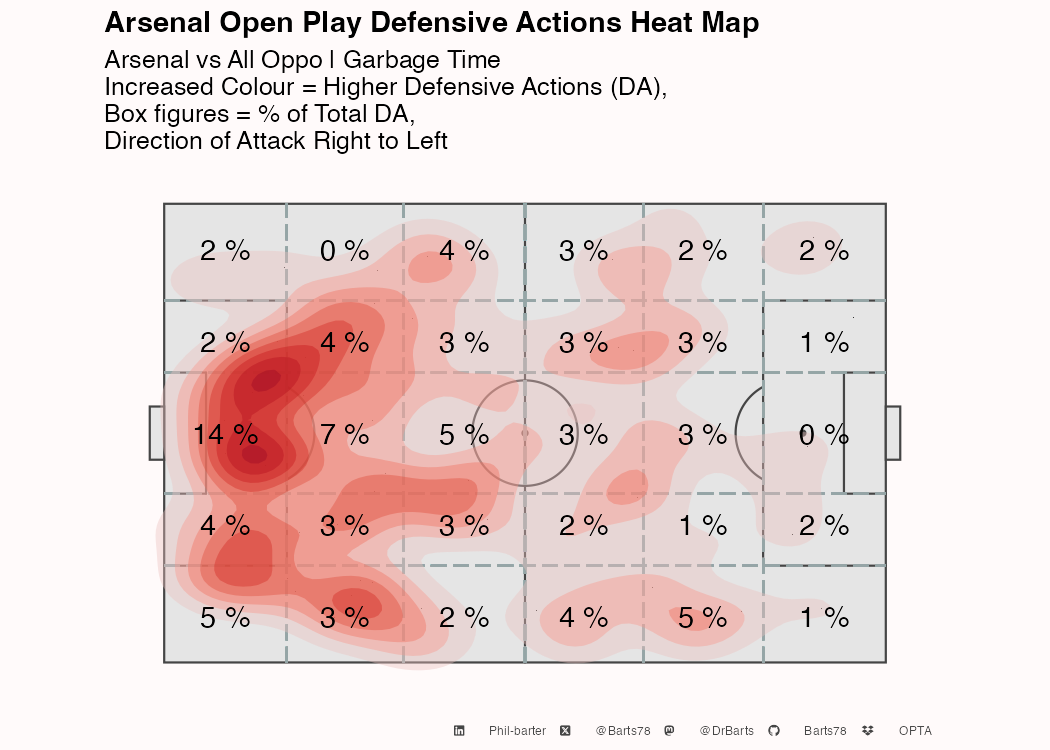 Arsenal Open Play Defensive Actions Heat Map
Arsenal vs All Oppo | Garbage Time
Increased Colour = Higher Defensive Actions (DA),
Box figures = % of Total DA,
Direction of Attack Right to Left
2 % 0 % 4 % 3 % 2 % 2 %
2 % 4 % 3 % 3 % 3 % 1 %
14 % 7 % 5 % 3 % 3 % 0 %
4 % 3 % 3 % 2 % 1 % 2 %
5 % 3 % 2 % 4 % 5 % 1 %
Phil-barter @Barts78 @DrBarts Barts78 OPTA